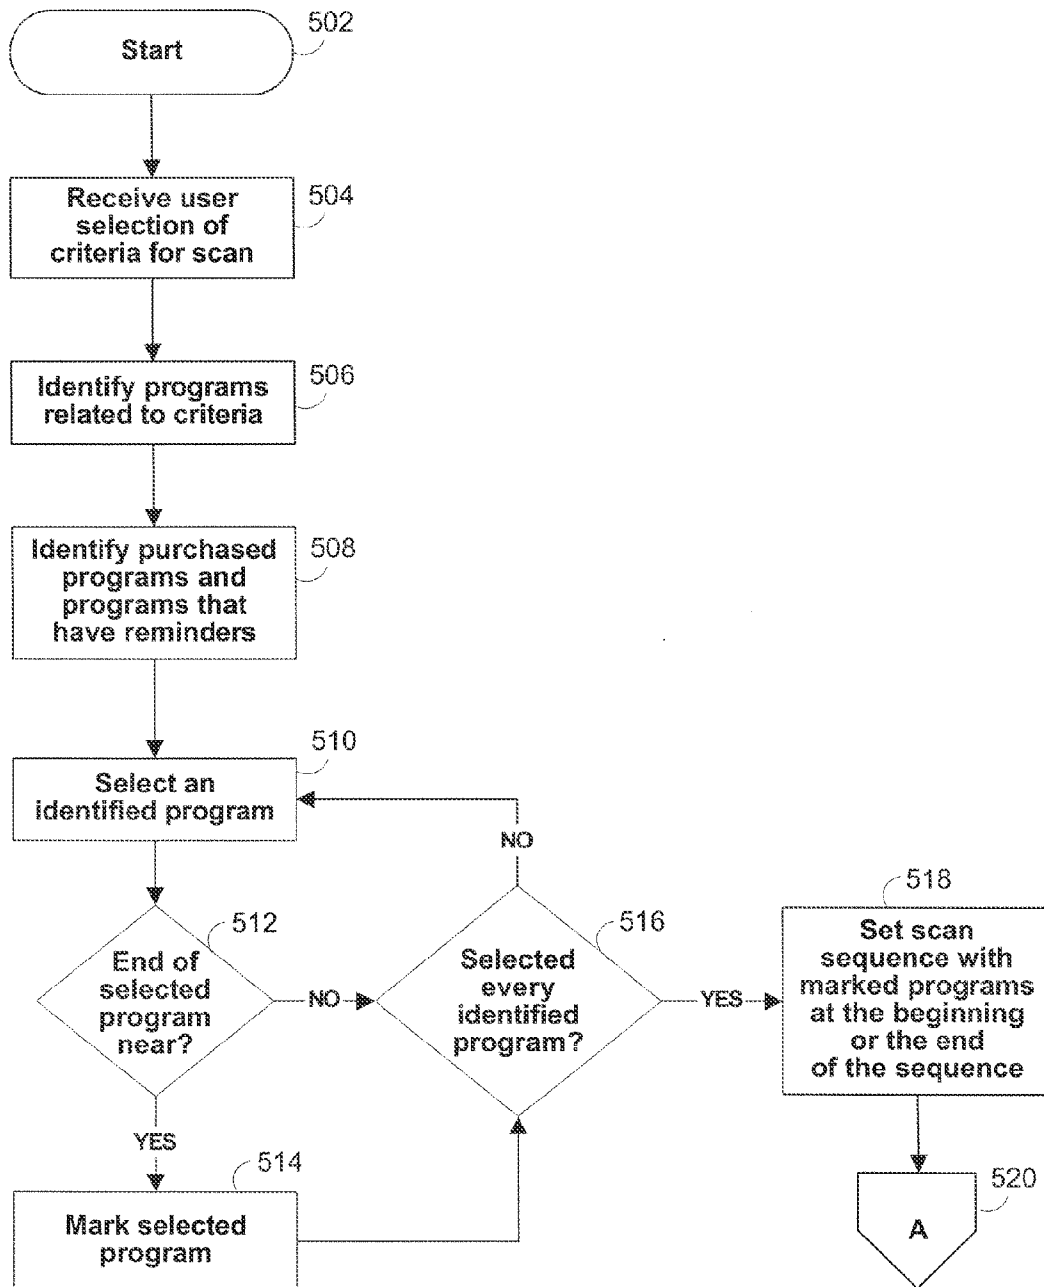 Start
502
Receive user
selection of
criteria for scan
504
Identify programs
related to criteria
506
Identify purchased
programs and
programs that
have reminders
508
Select an
identified program
510
NO
End of
selected
program
near?
512
NO
Selected
every
identified
program?
516
YES
Set scan
sequence with
marked programs
at the beginning
or the end
of the sequence
518
YES
Mark selected
program
514
A
520